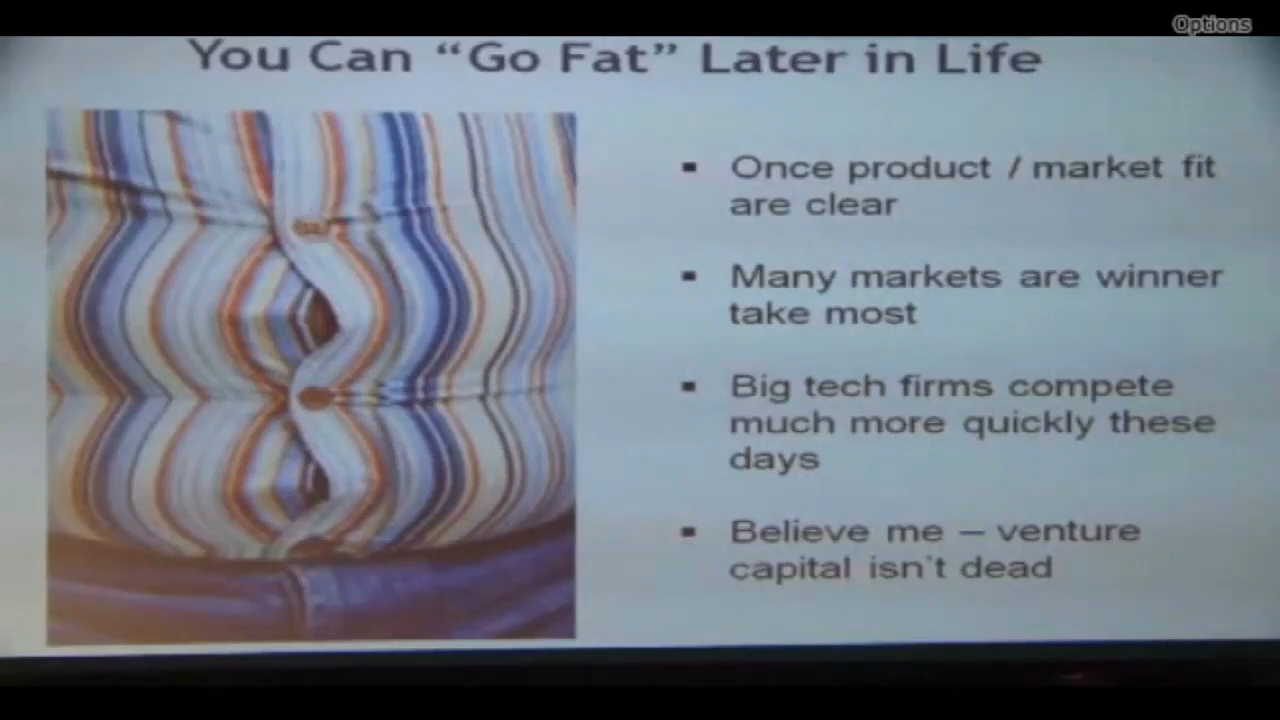 Options
You Can “Go Fat” Later in Life
▪ Once product / market fit
are clear
▪ Many markets are winner
take most
▪ Big tech firms compete
much more quickly these
days
▪ Believe me – venture
capital isn't dead